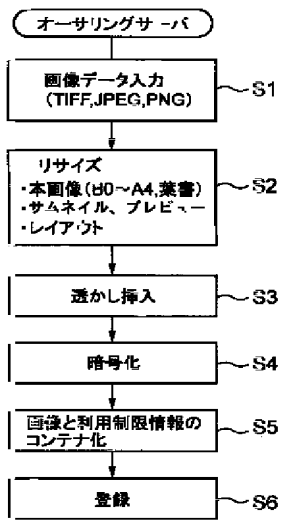 オーサリングサーバ
画像データ入力
(TIFF,JPEG,PNG)
S1
リサイズ
・本画像(B0～A4,葉書)
・サムネイル、プレビュー
・レイアウト
S2
透かし挿入
S3
暗号化
S4
画像と利用制限情報の
コンテナ化
S5
登録
S6